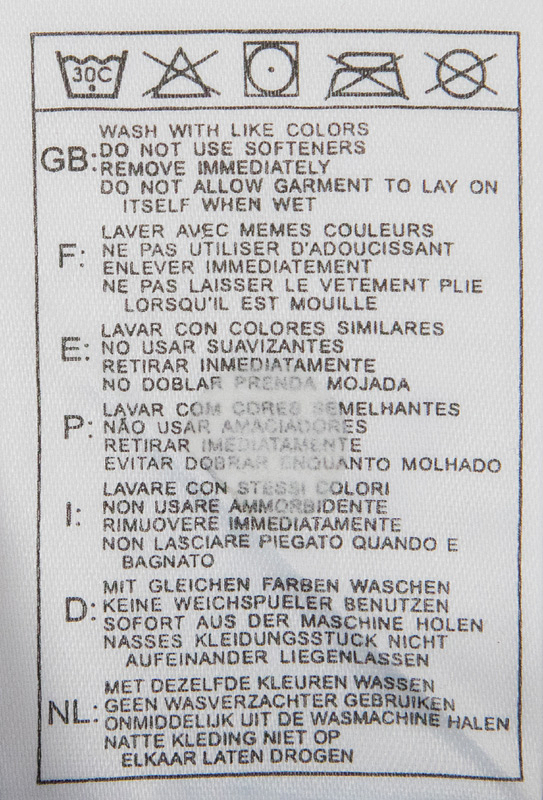 30C
GB: WASH WITH LIKE COLORS
DO NOT USE SOFTENERS
REMOVE IMMEDIATELY
DO NOT ALLOW GARMENT TO LAY ON
ITSELF WHEN WET
F: LAVER AVEC MEMES COULEURS
NE PAS UTILISER D'ADOUCISSANT
ENLEVER IMMEDIATEMENT
NE PAS LAISSER LE VETEMENT PLIE
LORSQU'IL EST MOUILLE
E: LAVAR CON COLORES SIMILARES
NO USAR SUAVIZANTES
RETIRAR INMEDIATAMENTE
NO DOBLAR PRENDA MOJADA
P: LAVAR COM CORES SEMELHANTES
NÃO USAR AMACIADORES
RETIRAR IMEDIATAMENTE
EVITAR DOBRAR ENQUANTO MOLHADO
I: LAVARE CON STESSI COLORI
NON USARE AMMORBIDENTE
RIMUOVERE IMMEDIATAMENTE
NON LASCIARE PIEGATO QUANDO E
BAGNATO
D: MIT GLEICHEN FARBEN WASCHEN
KEINE WEICHSPUELER BENUTZEN
SOFORT AUS DER MASCHINE HOLEN
NASSES KLEIDUNGSSTUCK NICHT
AUFEINANDER LIEGENLASSEN
NL: MET DEZELFDE KLEUREN WASSEN
GEEN WASVERZACHTER GEBRUIKEN
ONMIDDELIJK UIT DE WASMACHINE HALEN
NATTE KLEDING NIET OP
ELKAAR LATEN DROGEN